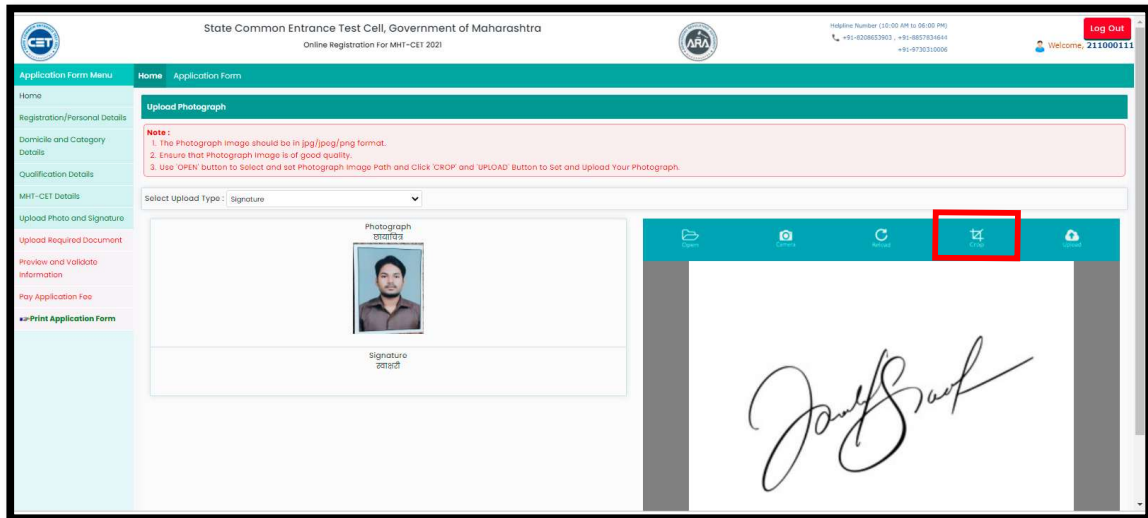 State Common Entrance Test Cell, Government of Maharashtra
Online Registration For MHT-CET 2021
CET
ARA
Helpline Number (10:00 AM to 06:00 PM)
+91-8208653903 , +91-8857834644
+91-9730310006
Log Out
Welcome, 211000111
Application Form Menu
Home Application Form
Home
Registration/Personal Details
Domicile and Category
Details
Qualification Details
MHT-CET Details
Upload Photo and Signature
Upload Required Document
Preview and Validate
Information
Pay Application Fee
Print Application Form
Upload Photograph
Note :
1. The Photograph Image should be in jpg/jpeg/png format.
2. Ensure that Photograph Image is of good quality.
3. Use 'OPEN' button to Select and set Photograph Image Path and Click 'CROP' and 'UPLOAD' Button to Set and Upload Your Photograph.
Select Upload Type : Signature
Photograph
छायाचित्र
Signature
स्वाक्षरी
Open
Camera
Reload
Crop
Upload